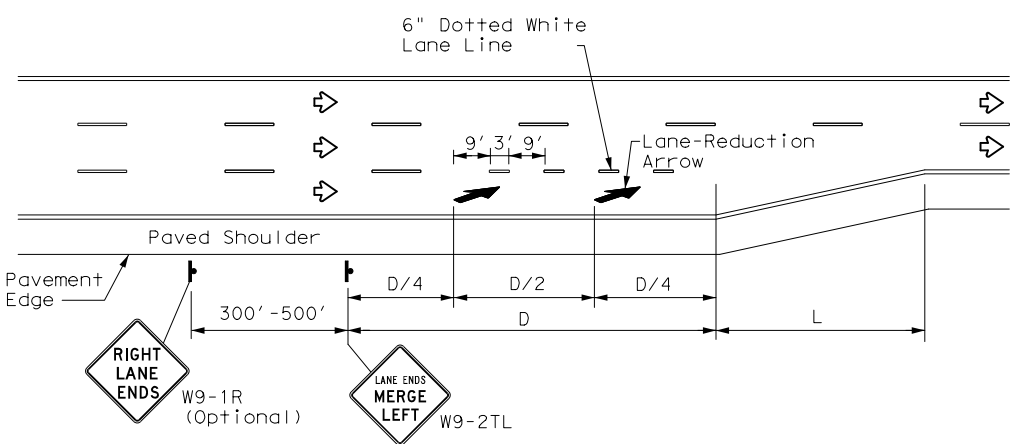 6" Dotted White
Lane Line
9' 3' 9'
Lane-Reduction
Arrow
Paved Shoulder
Pavement
Edge
D/4
D/2
D/4
300'-500'
D
L
RIGHT
LANE
ENDS
W9-1R
(Optional)
LANE ENDS
MERGE
LEFT
W9-2TL